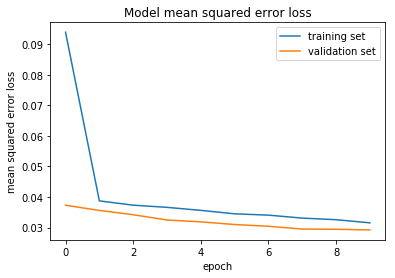 Model mean squared error loss
training set
validation set
mean squared error loss
0.09
0.08
0.07
0.06
0.05
0.04
0.03
0
2
4
6
8
epoch